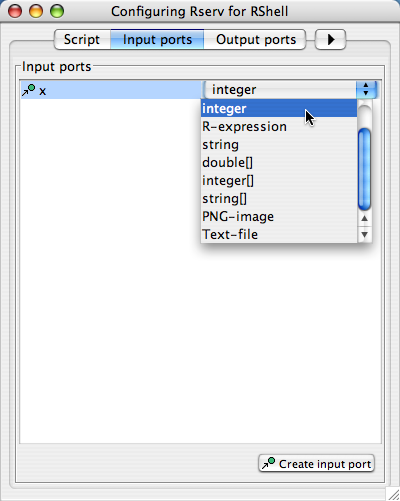 Configuring Rserv for RShell
Script Input ports Output ports
Input ports
x integer
integer
R-expression
string
double[]
integer[]
string[]
PNG-image
Text-file
Create input port